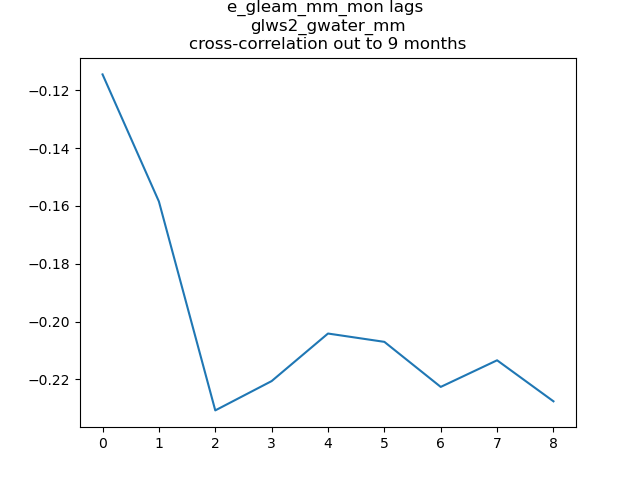 e_gleam_mm_mon lags
glws2_gwater_mm
cross-correlation out to 9 months
−0.12
−0.14
−0.16
−0.18
−0.20
−0.22
0 1 2 3 4 5 6 7 8